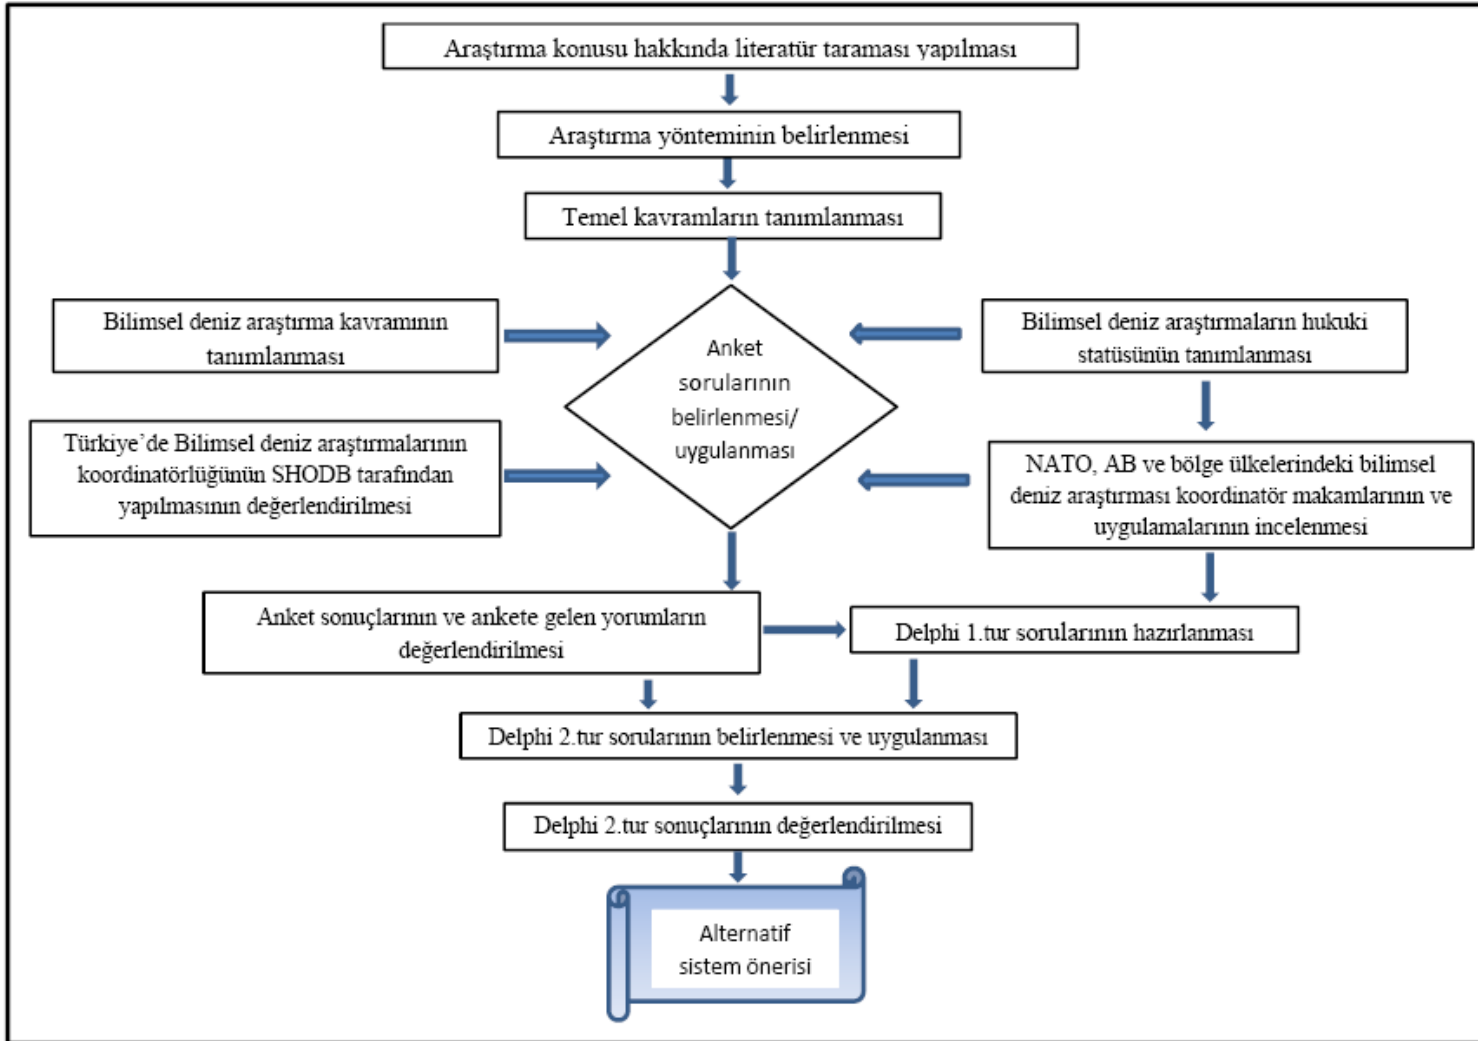 Araştırma konusu hakkında literatür taraması yapılması
Araştırma yönteminin belirlenmesi
Temel kavramların tanımlanması
Bilimsel deniz araştırma kavramının
tanımlanması
Anket
sorularının
belirlenmesi/
uygulanması
Bilimsel deniz araştırmaların hukuki
statüsünün tanımlanması
Türkiye’de Bilimsel deniz araştırmalarının
koordinatörlüğünün SHODB tarafından
yapılmasının değerlendirilmesi
NATO, AB ve bölge ülkelerindeki bilimsel
deniz araştırması koordinatör makamlarının ve
uygulamalarının incelenmesi
Anket sonuçlarının ve ankete gelen yorumların
değerlendirilmesi
Delphi 1.tur sorularının hazırlanması
Delphi 2.tur sorularının belirlenmesi ve uygulanması
Delphi 2.tur sonuçlarının değerlendirilmesi
Alternatif
sistem önerisi